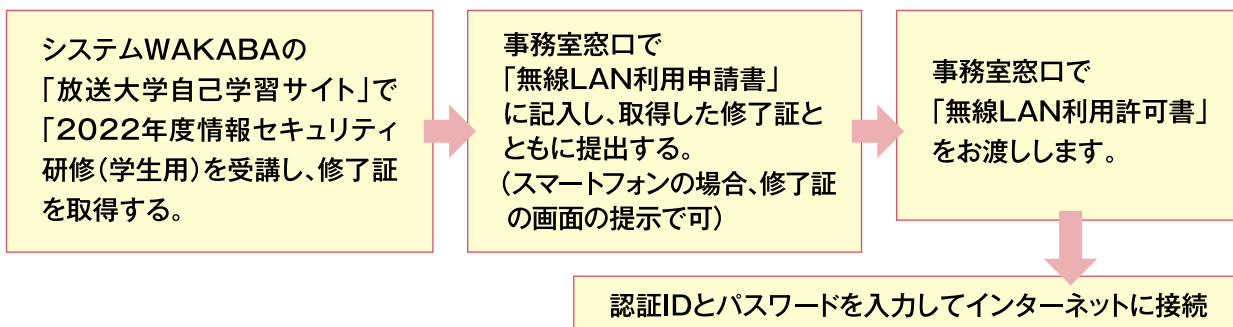 システムWAKABAの
「放送大学自己学習サイト」で
「2022年度情報セキュリティ
研修(学生用)を受講し、修了証
を取得する。
事務室窓口で
「無線LAN利用申請書」
に記入し、取得した修了証と
ともに提出する。
(スマートフォンの場合、修了証
の画面の提示で可)
事務室窓口で
「無線LAN利用許可書」
をお渡しします。
認証IDとパスワードを入力してインターネットに接続